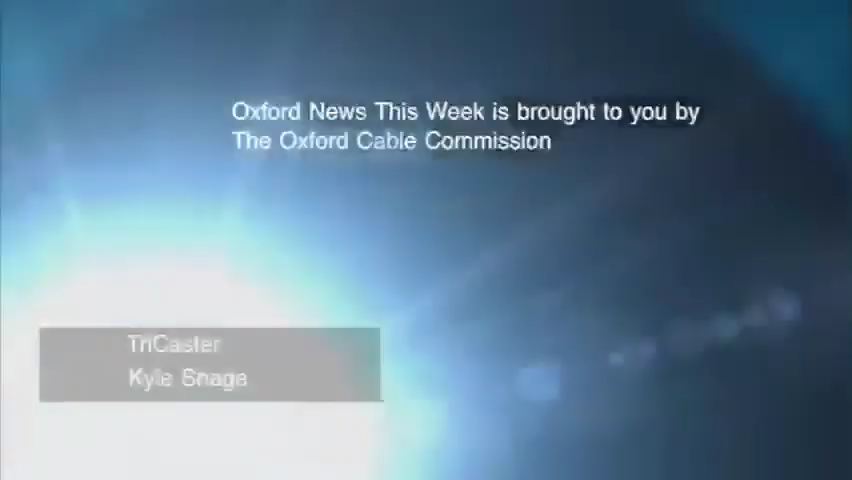 Oxford News This Week is brought to you by
The Oxford Cable Commission
TriCaster
Kyle Snage